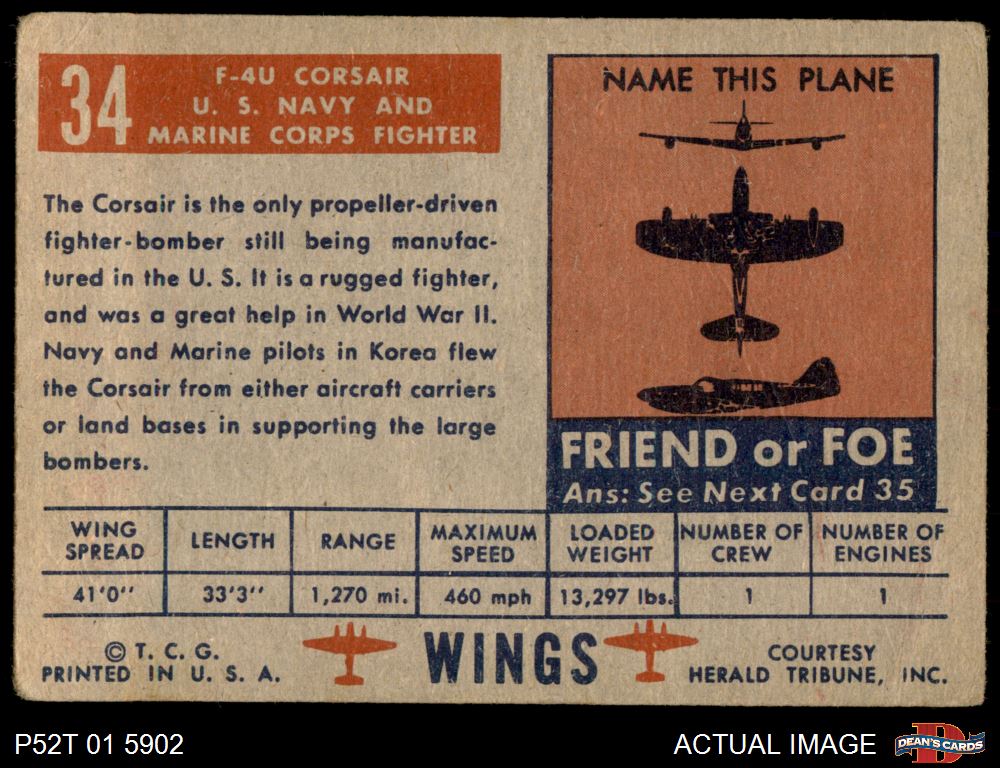 34
F-4U CORSAIR
U. S. NAVY AND
MARINE CORPS FIGHTER
The Corsair is the only propeller-driven
fighter-bomber still being manufac-
tured in the U. S. It is a rugged fighter,
and was a great help in World War II.
Navy and Marine pilots in Korea flew
the Corsair from either aircraft carriers
or land bases in supporting the large
bombers.
NAME THIS PLANE
FRIEND or FOE
Ans: See Next Card 35
WING SPREAD
LENGTH
RANGE
MAXIMUM SPEED
LOADED WEIGHT
NUMBER OF CREW
NUMBER OF ENGINES
41'0"
33'3"
1,270 mi.
460 mph
13,297 lbs.
1
1
© T. C. G.
PRINTED IN U. S. A.
WINGS
COURTESY
HERALD TRIBUNE, INC.
P52T 01 5902
ACTUAL IMAGE
D
DEAN'S CARDS